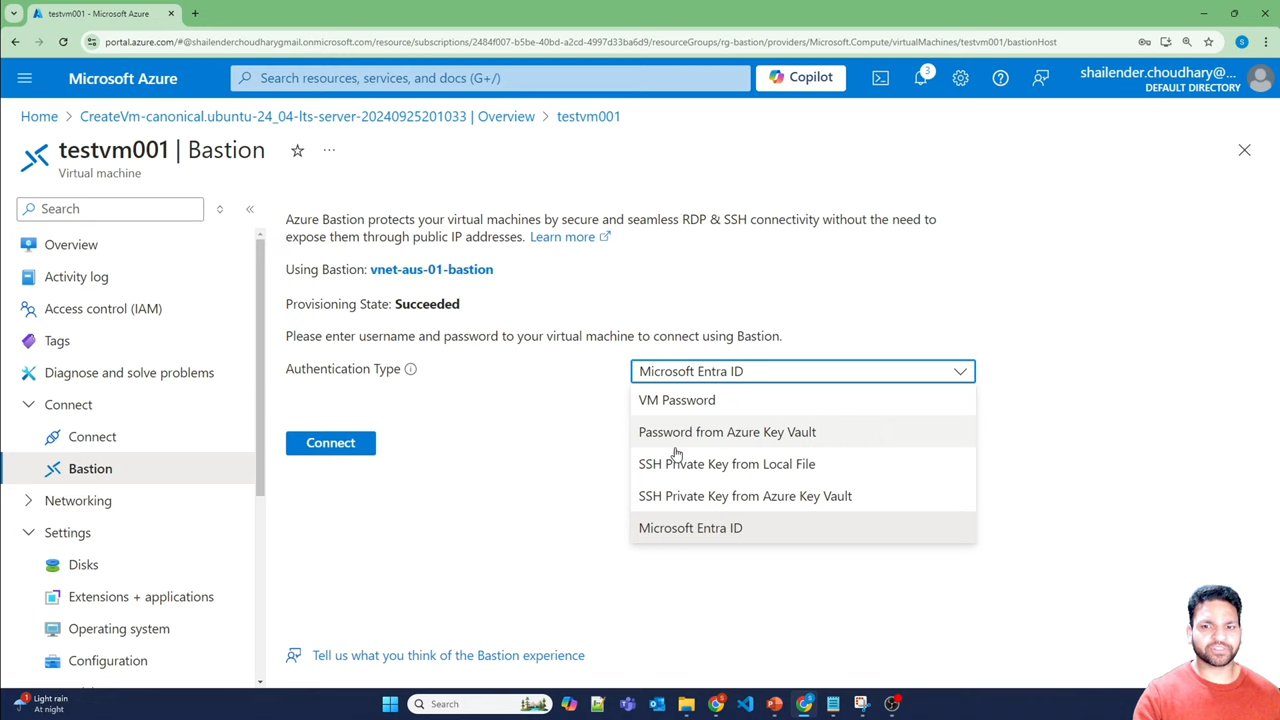 testvm001 - Microsoft Azure
portal.azure.com/#@shailenderchoudharygmail.onmicrosoft.com/resource/subscriptions/2484f007-b5be-40bd-a2cd-4997d33ba6d9/resourceGroups/rg-bastion/providers/Microsoft.Compute/virtualMachines/testvm001/bastionHost
S
Microsoft Azure
Search resources, services, and docs (G+/)
Copilot
3
shailender.choudhary@...
DEFAULT DIRECTORY
Home > CreateVm-canonical.ubuntu-24_04-lts-server-20240925201033 | Overview > testvm001
testvm001 | Bastion
Virtual machine
Search
Overview
Activity log
Access control (IAM)
Tags
Diagnose and solve problems
Connect
Connect
Bastion
Networking
Settings
Disks
Extensions + applications
Operating system
Configuration
Azure Bastion protects your virtual machines by secure and seamless RDP & SSH connectivity without the need to
expose them through public IP addresses. Learn more
Using Bastion: vnet-aus-01-bastion
Provisioning State: Succeeded
Please enter username and password to your virtual machine to connect using Bastion.
Authentication Type
Microsoft Entra ID
VM Password
Password from Azure Key Vault
SSH Private Key from Local File
SSH Private Key from Azure Key Vault
Microsoft Entra ID
Connect
Tell us what you think of the Bastion experience
1
Light rain
At night
Search